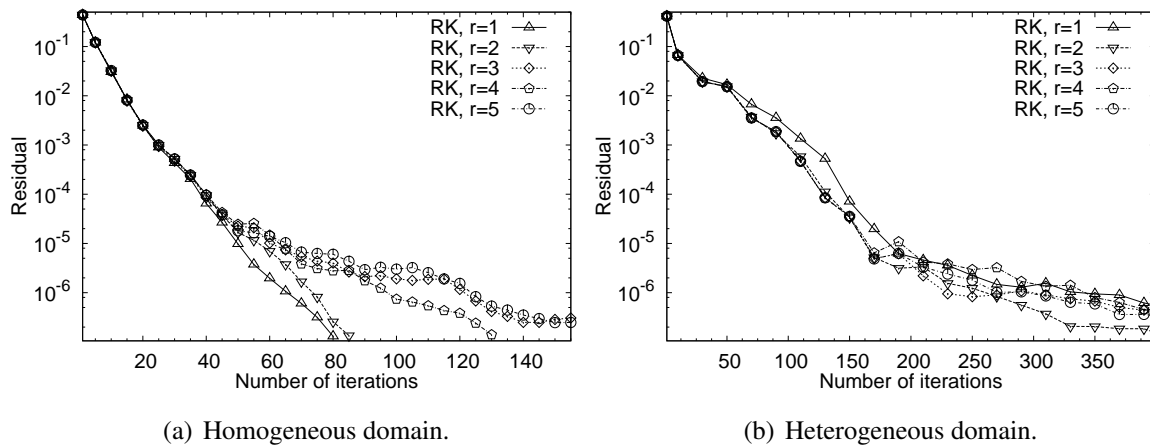 RK, r=1
RK, r=2
RK, r=3
RK, r=4
RK, r=5
10-1
10-2
10-3
10-4
10-5
10-6
Residual
20 40 60 80 100 120 140
Number of iterations
(a) Homogeneous domain.
RK, r=1
RK, r=2
RK, r=3
RK, r=4
RK, r=5
10-1
10-2
10-3
10-4
10-5
10-6
Residual
50 100 150 200 250 300 350
Number of iterations
(b) Heterogeneous domain.